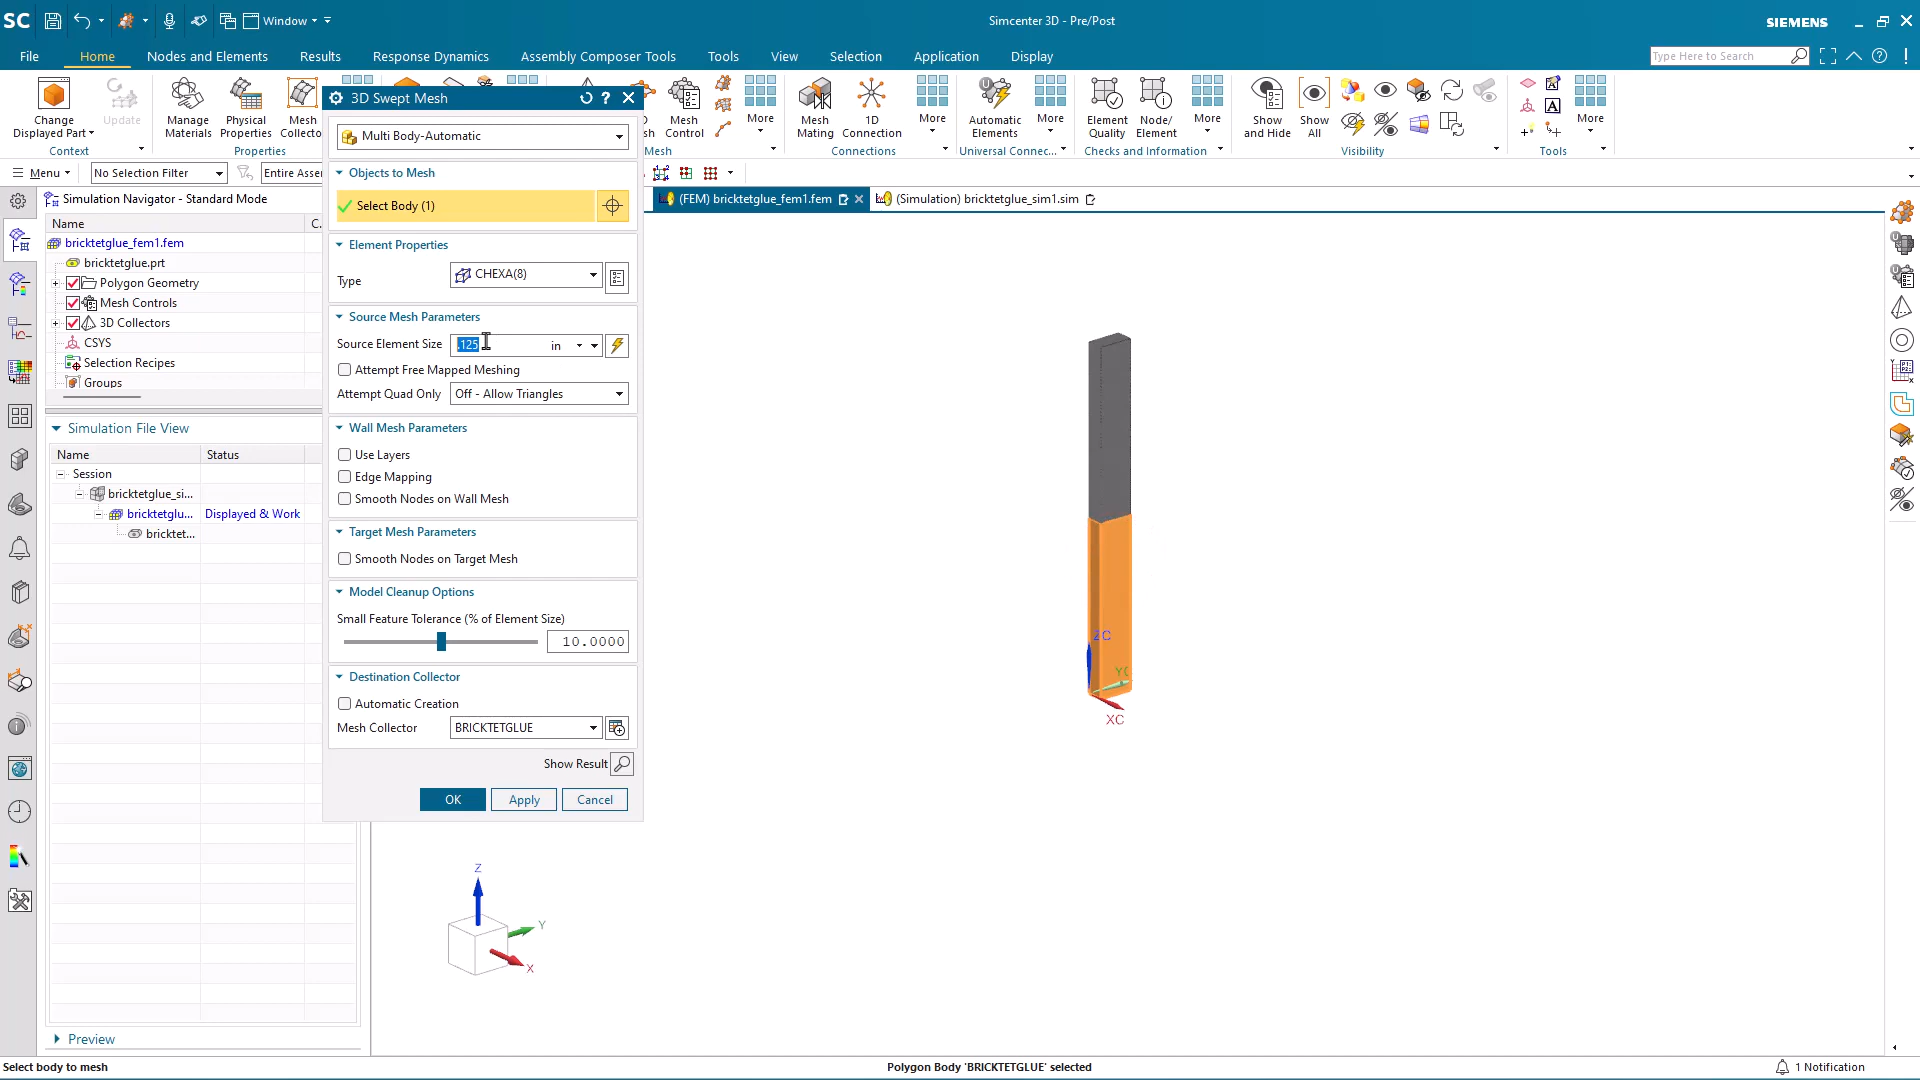 SC
Window
Simcenter 3D - Pre/Post
SIEMENS
File
Home
Nodes and Elements
Results
Response Dynamics
Assembly Composer Tools
Tools
View
Selection
Application
Display
Type Here to Search
Change
Displayed Part
Update
Manage
Materials
Physical
Properties
Mesh
Collecto
Mesh
Control
More
Mesh
Mating
1D
Connection
More
Automatic
Elements
More
Element
Quality
Node/
Element
More
Show
and Hide
Show
All
More
Context
Properties
Mesh
Connections
Universal Connec...
Checks and Information
Visibility
Tools
Menu
No Selection Filter
Entire Asser
Simulation Navigator - Standard Mode
(FEM) bricktetglue_fem1.fem
(Simulation) bricktetglue_sim1.sim
Name
C.
bricktetglue_fem1.fem
bricktetglue.prt
Polygon Geometry
Mesh Controls
3D Collectors
CSYS
Selection Recipes
Groups
Simulation File View
Name
Status
Session
bricktetglue_si...
bricktetglu...
Displayed & Work
bricktet...
Preview
3D Swept Mesh
Multi Body-Automatic
Objects to Mesh
Select Body (1)
Element Properties
Type
CHEXA(8)
Source Mesh Parameters
Source Element Size
.125
in
Attempt Free Mapped Meshing
Attempt Quad Only
Off - Allow Triangles
Wall Mesh Parameters
Use Layers
Edge Mapping
Smooth Nodes on Wall Mesh
Target Mesh Parameters
Smooth Nodes on Target Mesh
Model Cleanup Options
Small Feature Tolerance (% of Element Size)
10.0000
Destination Collector
Automatic Creation
Mesh Collector
BRICKTETGLUE
Show Result
OK
Apply
Cancel
ZC
XC
Z
Y
X
Select body to mesh
Polygon Body 'BRICKTETGLUE' selected
1 Notification